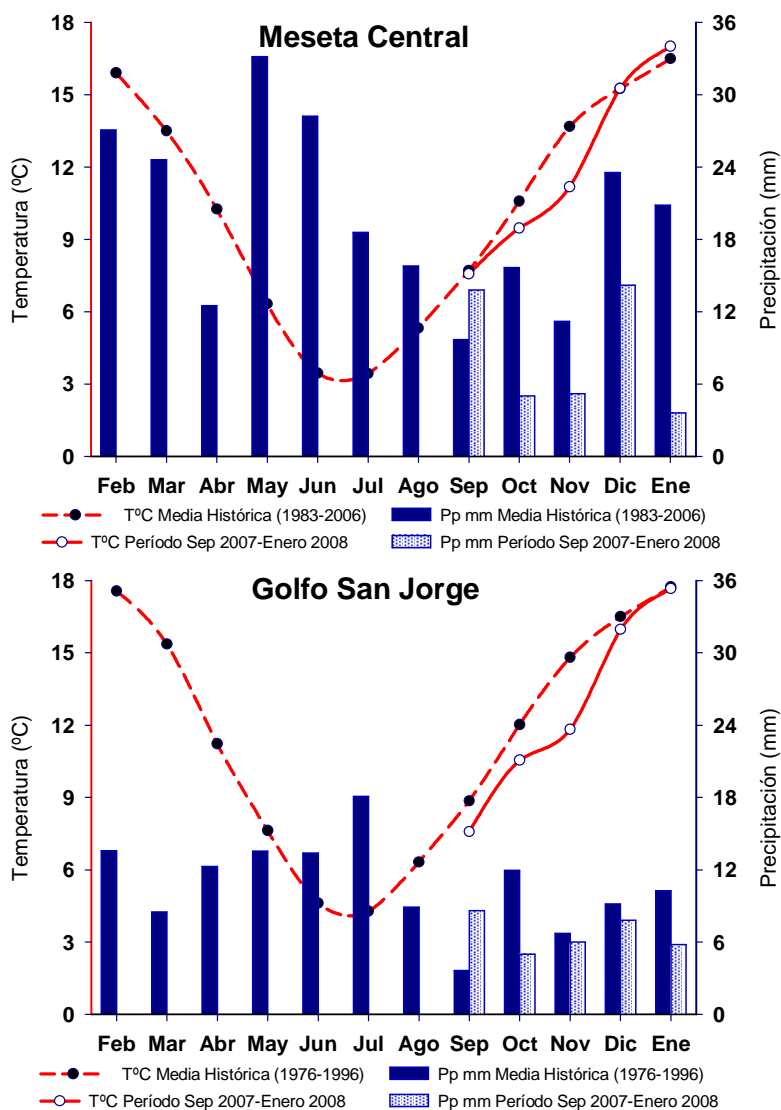 Meseta Central
18
15
12
9
6
3
0
Temperatura (ºC)
36
30
24
18
12
6
0
Precipitación (mm)
Feb Mar Abr May Jun Jul Ago Sep Oct Nov Dic Ene
TºC Media Histórica (1983-2006) Pp mm Media Histórica (1983-2006)
TºC Período Sep 2007-Enero 2008 Pp mm Período Sep 2007-Enero 2008
Golfo San Jorge
18
15
12
9
6
3
0
Temperatura (ºC)
36
30
24
18
12
6
0
Precipitación (mm)
Feb Mar Abr May Jun Jul Ago Sep Oct Nov Dic Ene
TºC Media Histórica (1976-1996) Pp mm Media Histórica (1976-1996)
TºC Período Sep 2007-Enero 2008 Pp mm Período Sep 2007-Enero 2008